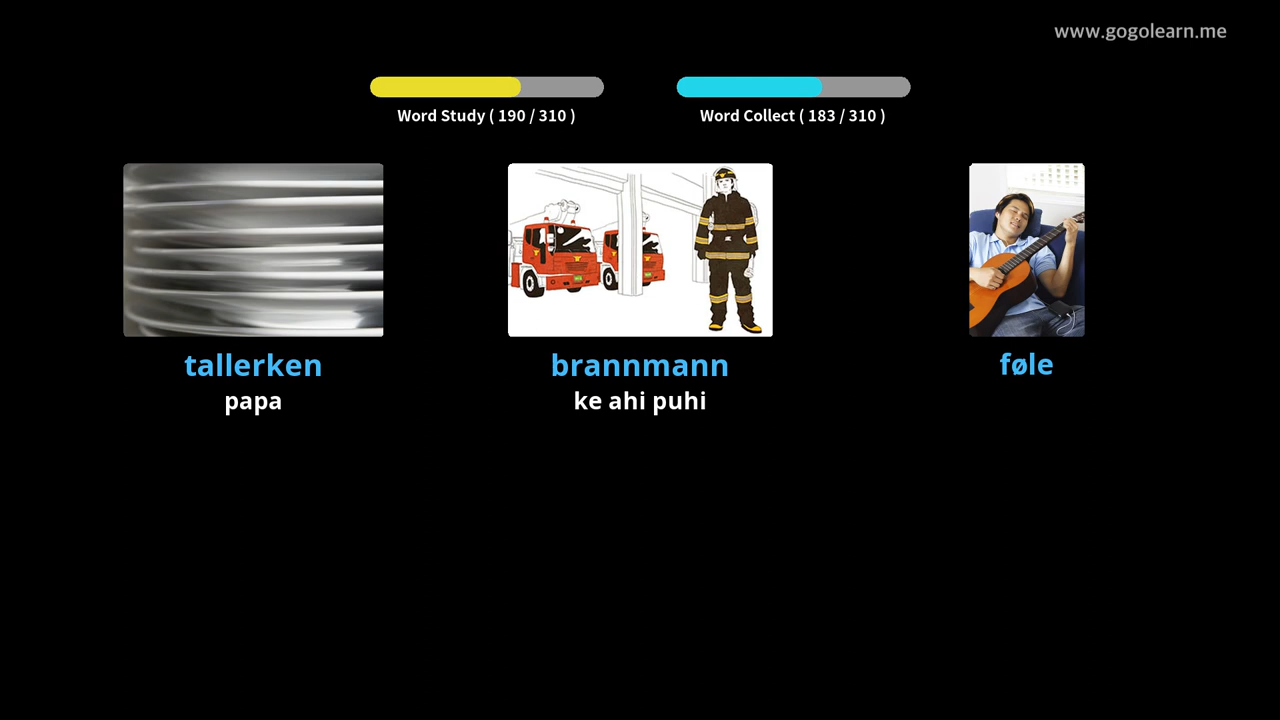 www.gogolearn.me
Word Study ( 190 / 310 )
Word Collect ( 183 / 310 )
tallerken
papa
brannmann
ke ahi puhi
føle